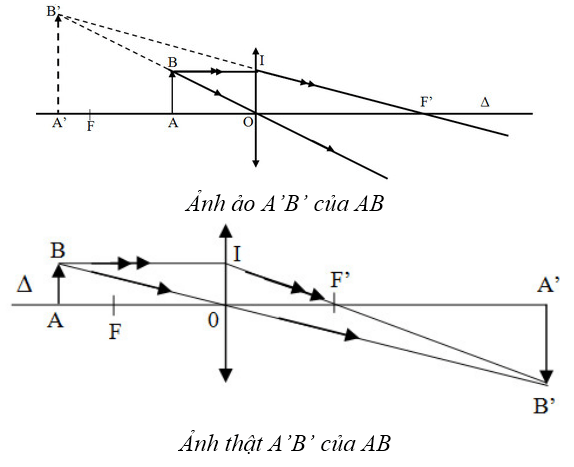 B'
B I
F' Δ
A' F A O
Ảnh ảo A'B' của AB
B I F' A'
Δ
A F 0
B'
Ảnh thật A'B' của AB